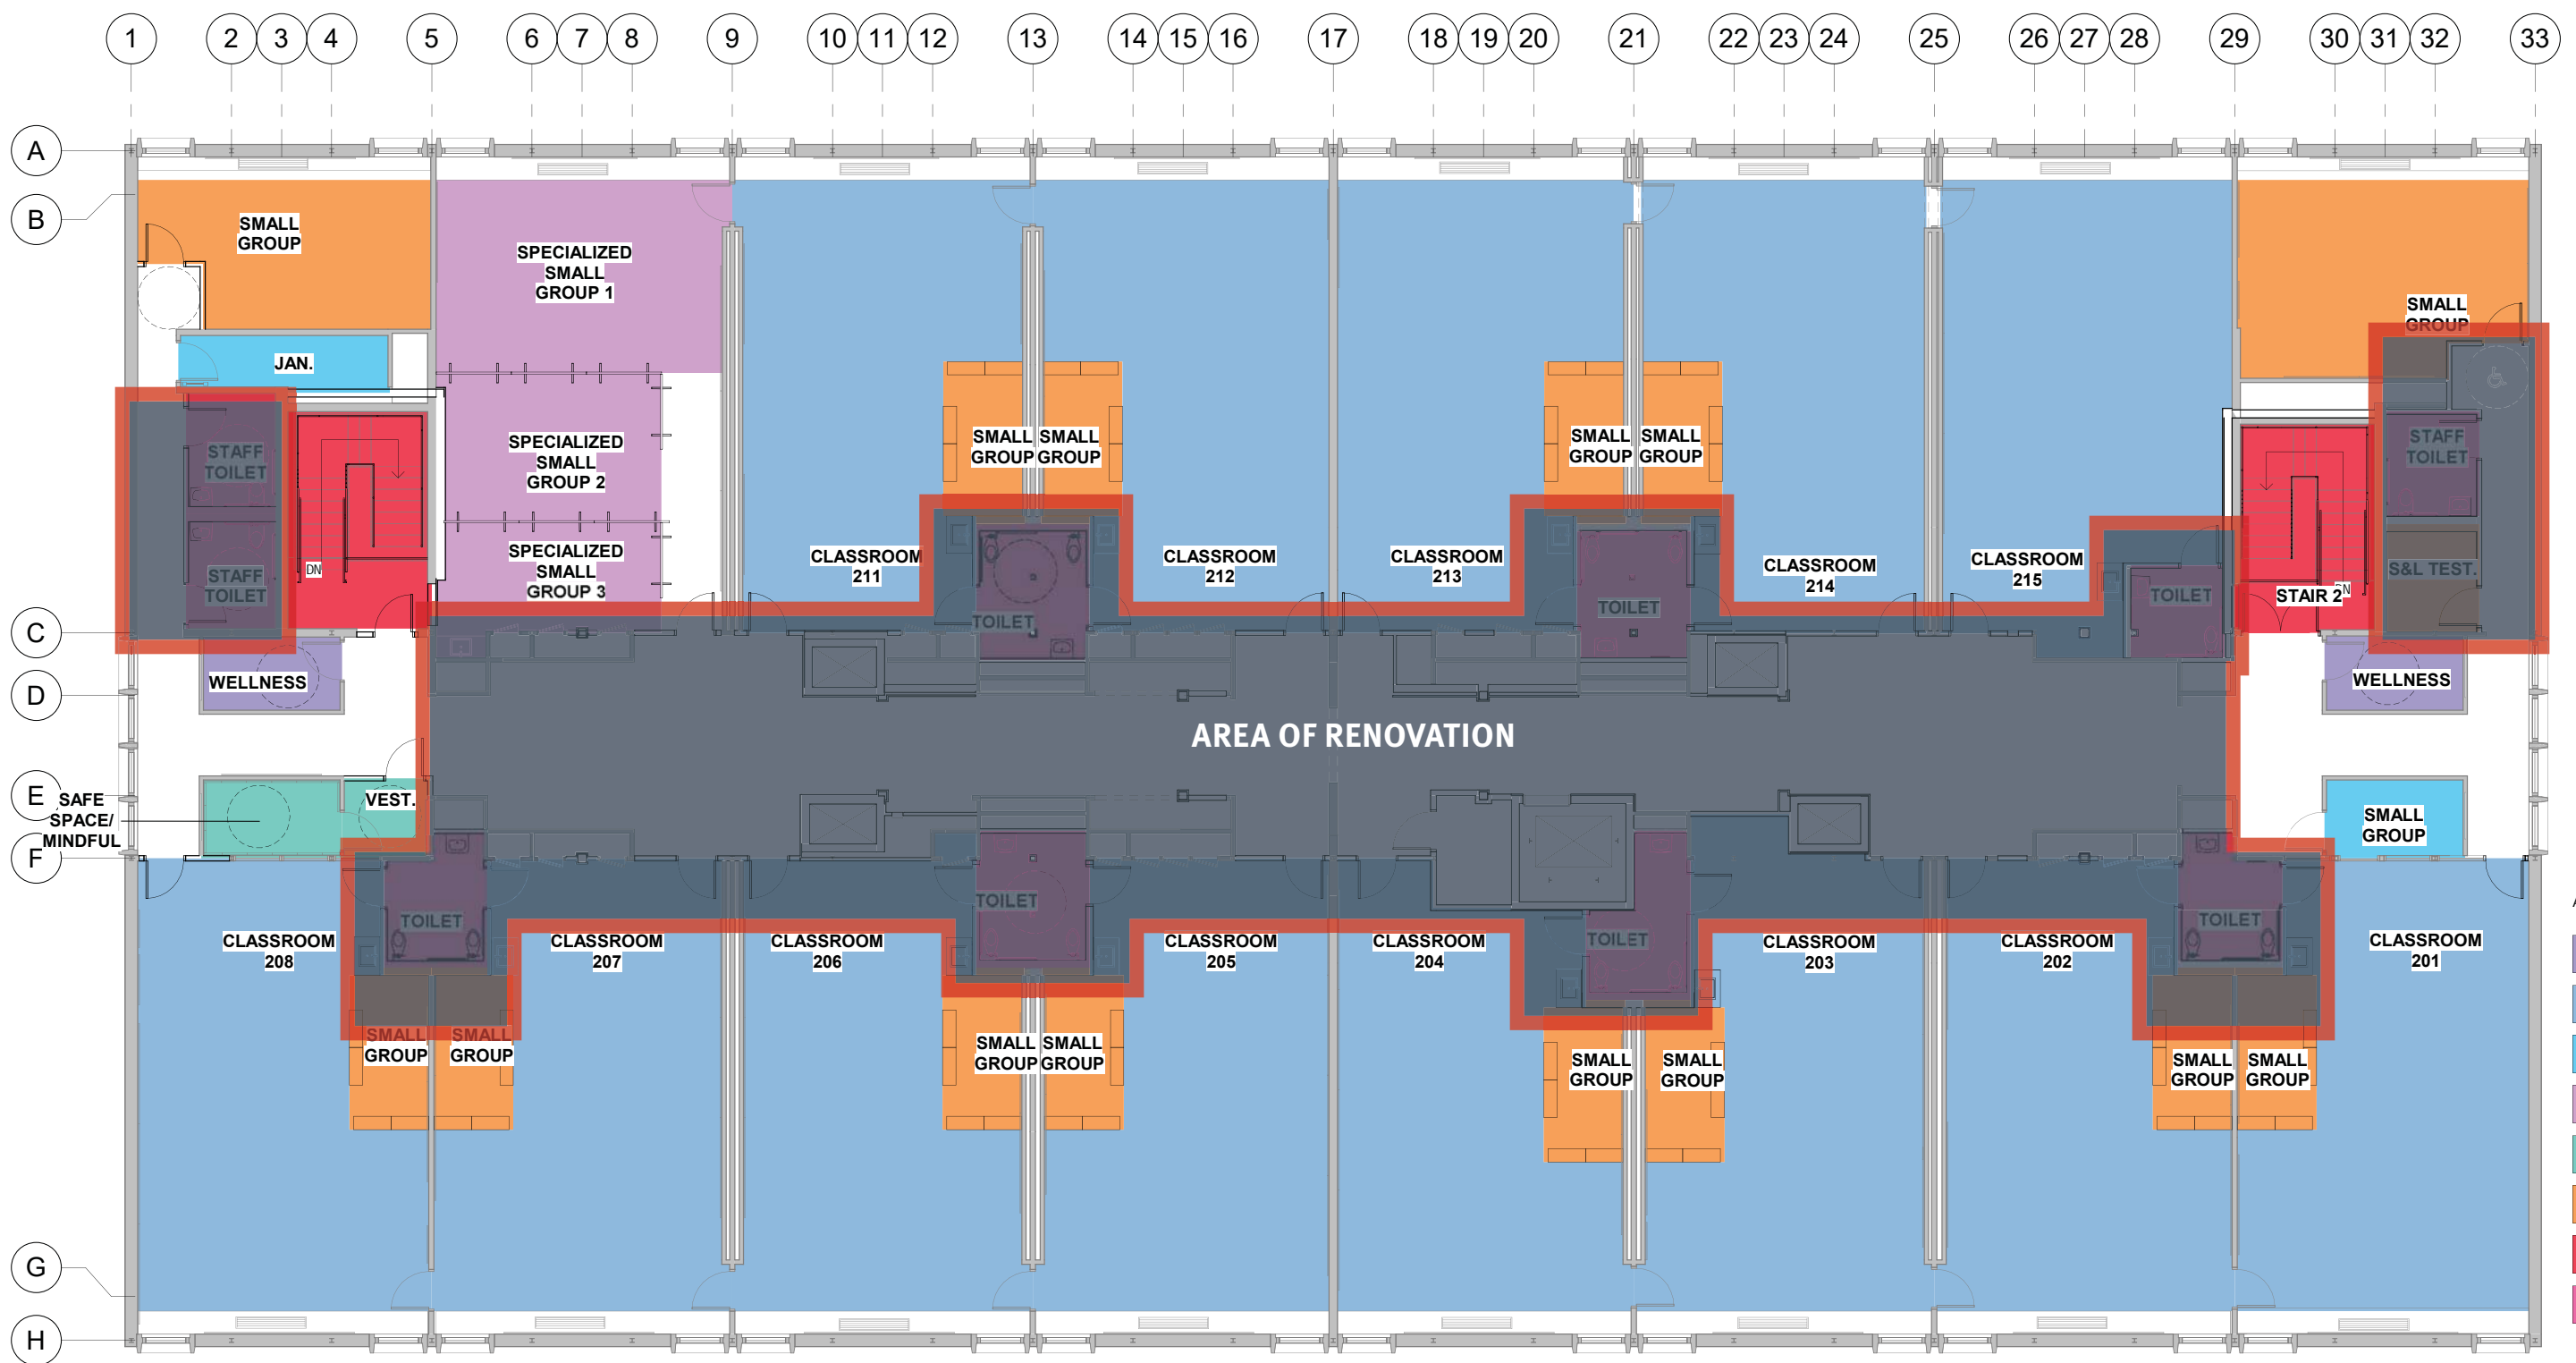 1 2 3 4 5 6 7 8 9 10 11 12 13 14 15 16 17 18 19 20 21 22 23 24 25 26 27 28 29 30 31 32 33
A
B
SMALL
GROUP
SPECIALIZED
SMALL
GROUP 1
SMALL
GROUP
JAN.
SPECIALIZED
SMALL
GROUP 2
SMALL
GROUP
SMALL
GROUP
SMALL
GROUP
SMALL
GROUP
STAFF
TOILET
STAFF
TOILET
STAFF
TOILET
DN
SPECIALIZED
SMALL
GROUP 3
CLASSROOM
211
CLASSROOM
212
CLASSROOM
213
CLASSROOM
214
CLASSROOM
215
TOILET
TOILET
TOILET
STAIR 2
DN
S&L TEST.
C
WELLNESS
WELLNESS
D
AREA OF RENOVATION
E
SAFE
SPACE/
MINDFUL
VEST.
SMALL
GROUP
F
TOILET
TOILET
TOILET
TOILET
CLASSROOM
208
CLASSROOM
207
CLASSROOM
206
CLASSROOM
205
CLASSROOM
204
CLASSROOM
203
CLASSROOM
202
CLASSROOM
201
SMALL
GROUP
SMALL
GROUP
SMALL
GROUP
SMALL
GROUP
SMALL
GROUP
SMALL
GROUP
SMALL
GROUP
SMALL
GROUP
G
H